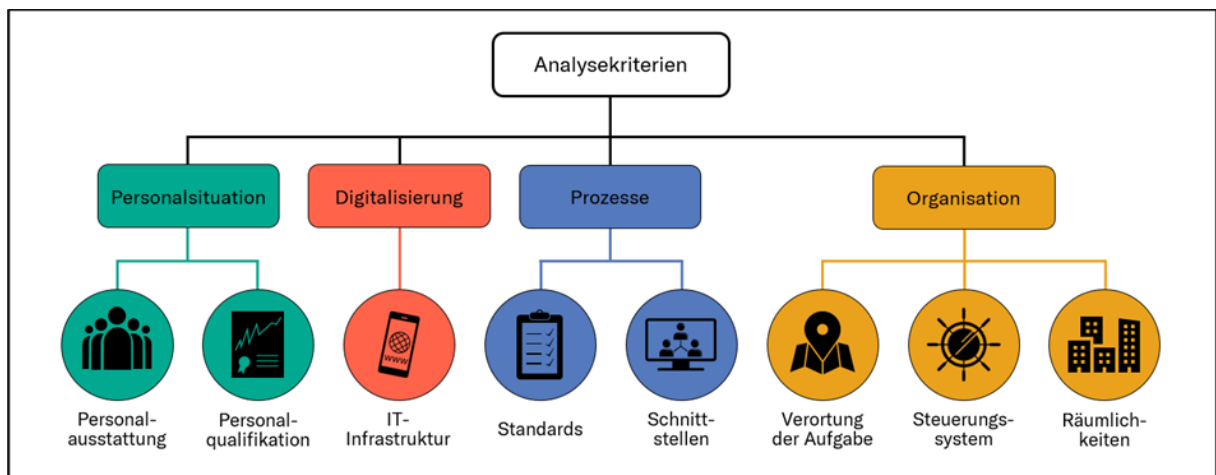 Analysekriterien
Personalsituation
Digitalisierung
Prozesse
Organisation
Personal-
ausstattung
Personal-
qualifikation
WWW
IT-
Infrastruktur
Standards
Schnitt-
stellen
Verortung
der Aufgabe
Steuerungs-
system
Räumlich-
keiten